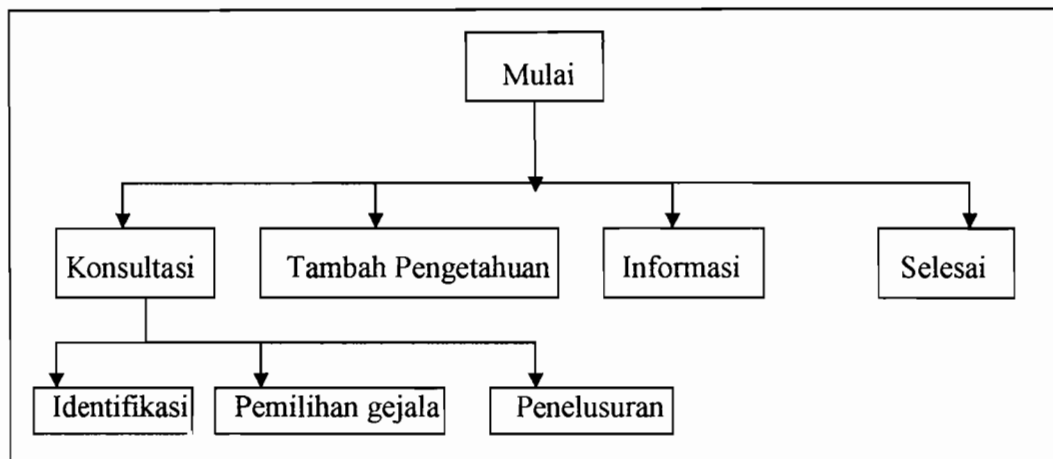 Mulai
Konsultasi
Tambah Pengetahuan
Informasi
Selesai
Identifikasi
Pemilihan gejala
Penelusuran